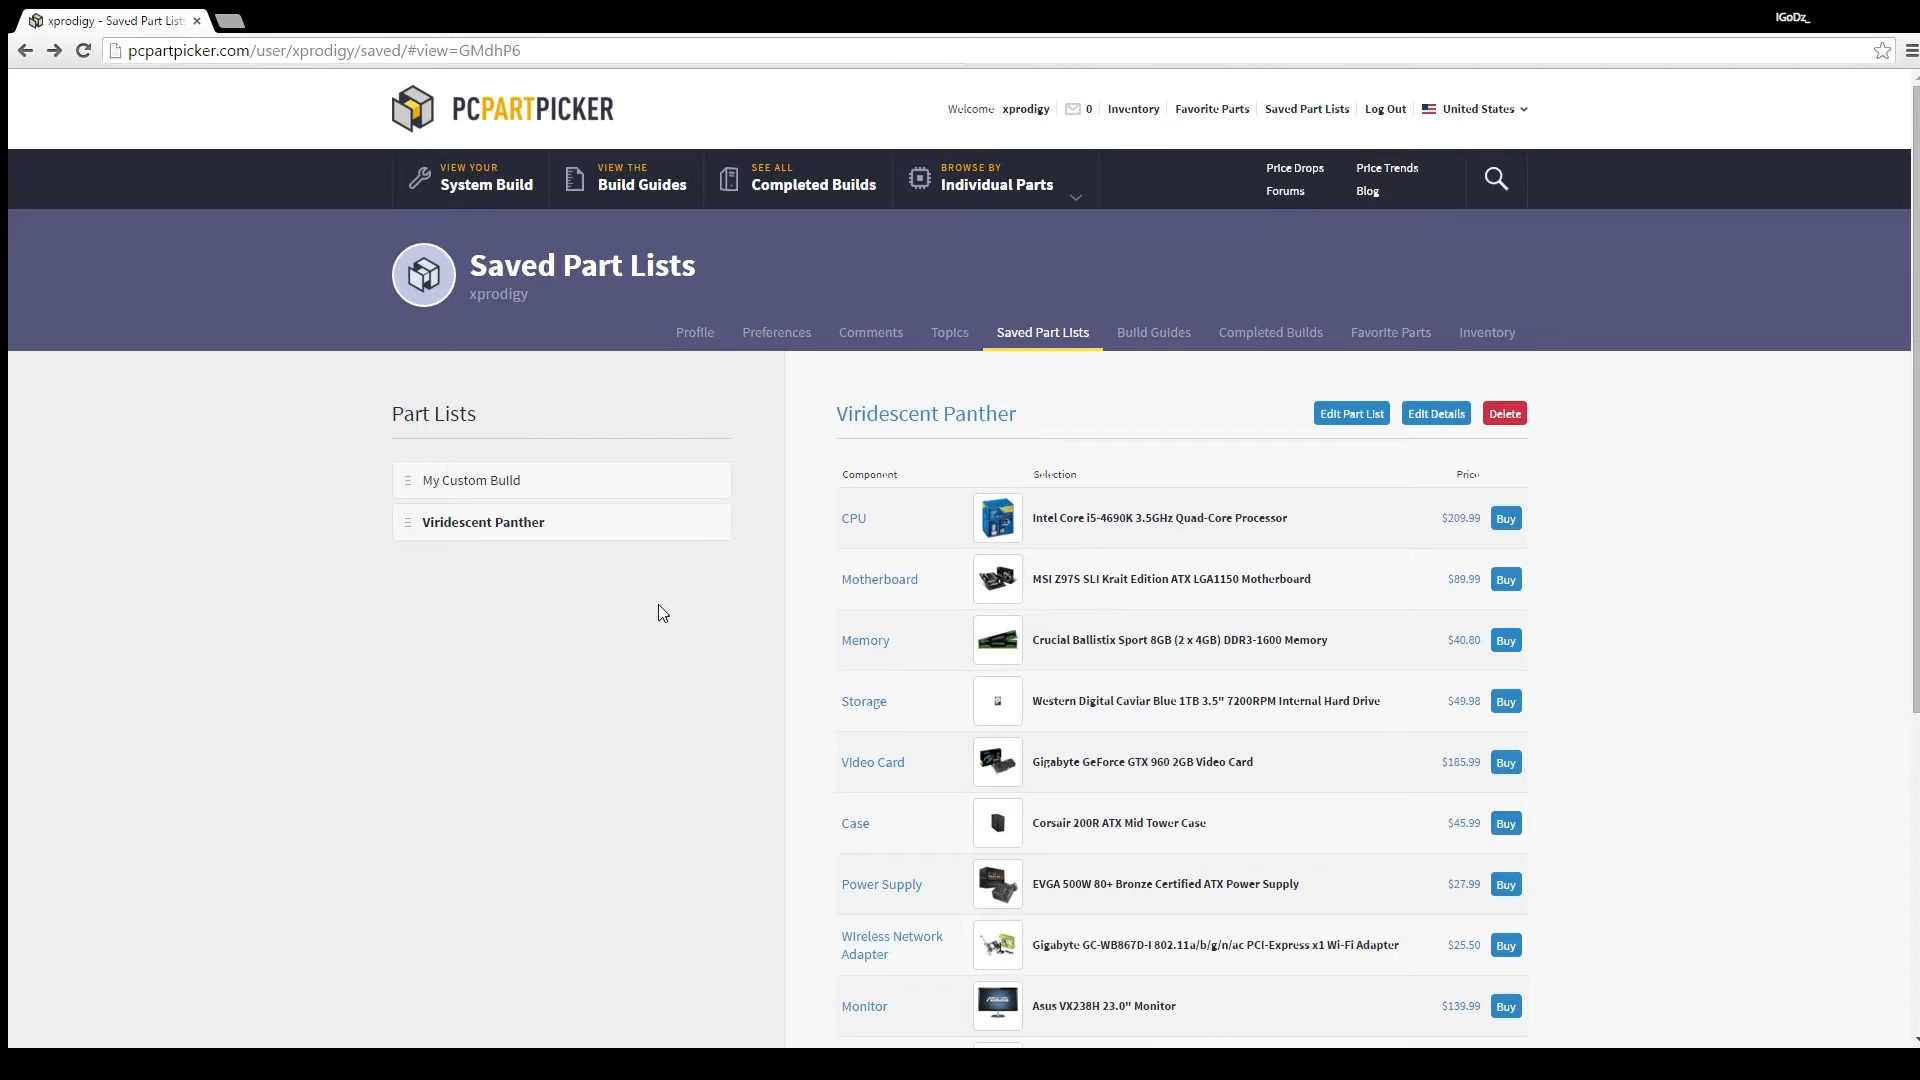 xprodigy - Saved Part List
IGoDz_
pcpartpicker.com/user/xprodigy/saved/#view=GMdhP6
PCPARTPICKER
Welcome xprodigy 0 Inventory Favorite Parts Saved Part Lists Log Out United States
VIEW YOUR
System Build
VIEW THE
Build Guides
SEE ALL
Completed Builds
BROWSE BY
Individual Parts
Price Drops Price Trends
Forums Blog
Saved Part Lists
xprodigy
Profile Preferences Comments Topics Saved Part Lists Build Guides Completed Builds Favorite Parts Inventory
Part Lists
My Custom Build
Viridescent Panther
Viridescent Panther Edit Part List Edit Details Delete
Component Selection Price
CPU Intel Core i5-4690K 3.5GHz Quad-Core Processor $209.99 Buy
Motherboard MSI Z97S SLI Krait Edition ATX LGA1150 Motherboard $89.99 Buy
Memory Crucial Ballistix Sport 8GB (2 x 4GB) DDR3-1600 Memory $40.80 Buy
Storage Western Digital Caviar Blue 1TB 3.5" 7200RPM Internal Hard Drive $49.98 Buy
Video Card Gigabyte GeForce GTX 960 2GB Video Card $185.99 Buy
Case Corsair 200R ATX Mid Tower Case $45.99 Buy
Power Supply EVGA 500W 80+ Bronze Certified ATX Power Supply $27.99 Buy
Wireless Network
Adapter Gigabyte GC-WB867D-I 802.11a/b/g/n/ac PCI-Express x1 Wi-Fi Adapter $25.50 Buy
Monitor Asus VX238H 23.0" Monitor $139.99 Buy